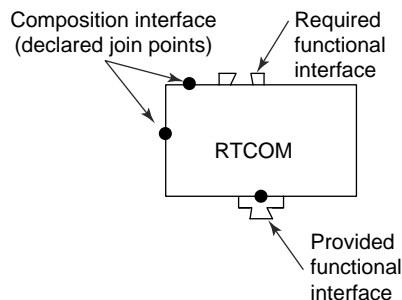 Composition interface
(declared join points)
Required
functional
interface
RTCOM
Provided
functional
interface